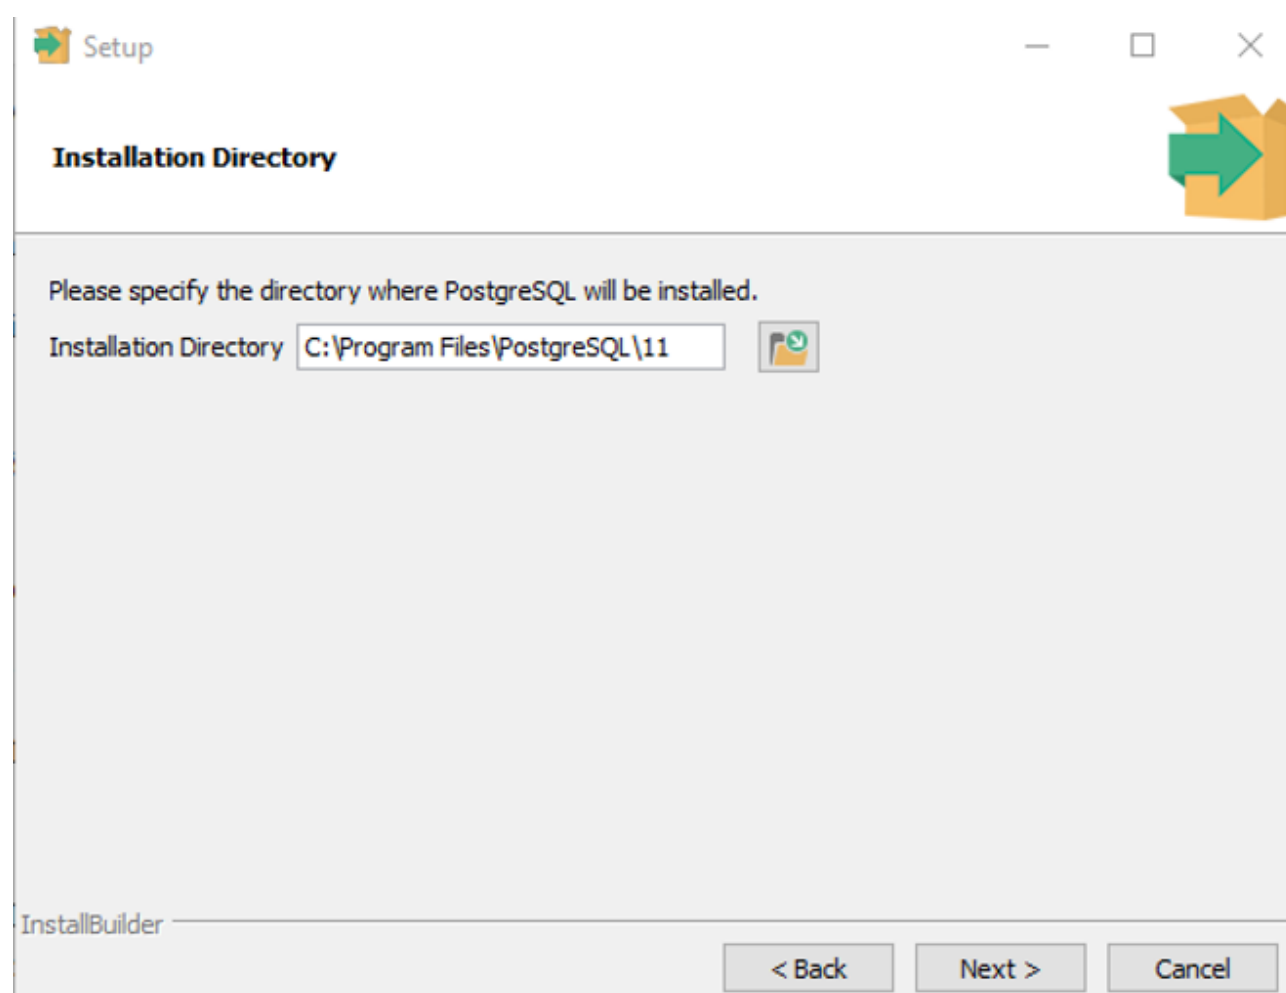 Setup
Installation Directory
Please specify the directory where PostgreSQL will be installed.
Installation Directory C:\Program Files\PostgreSQL\11
InstallBuilder
< Back Next > Cancel